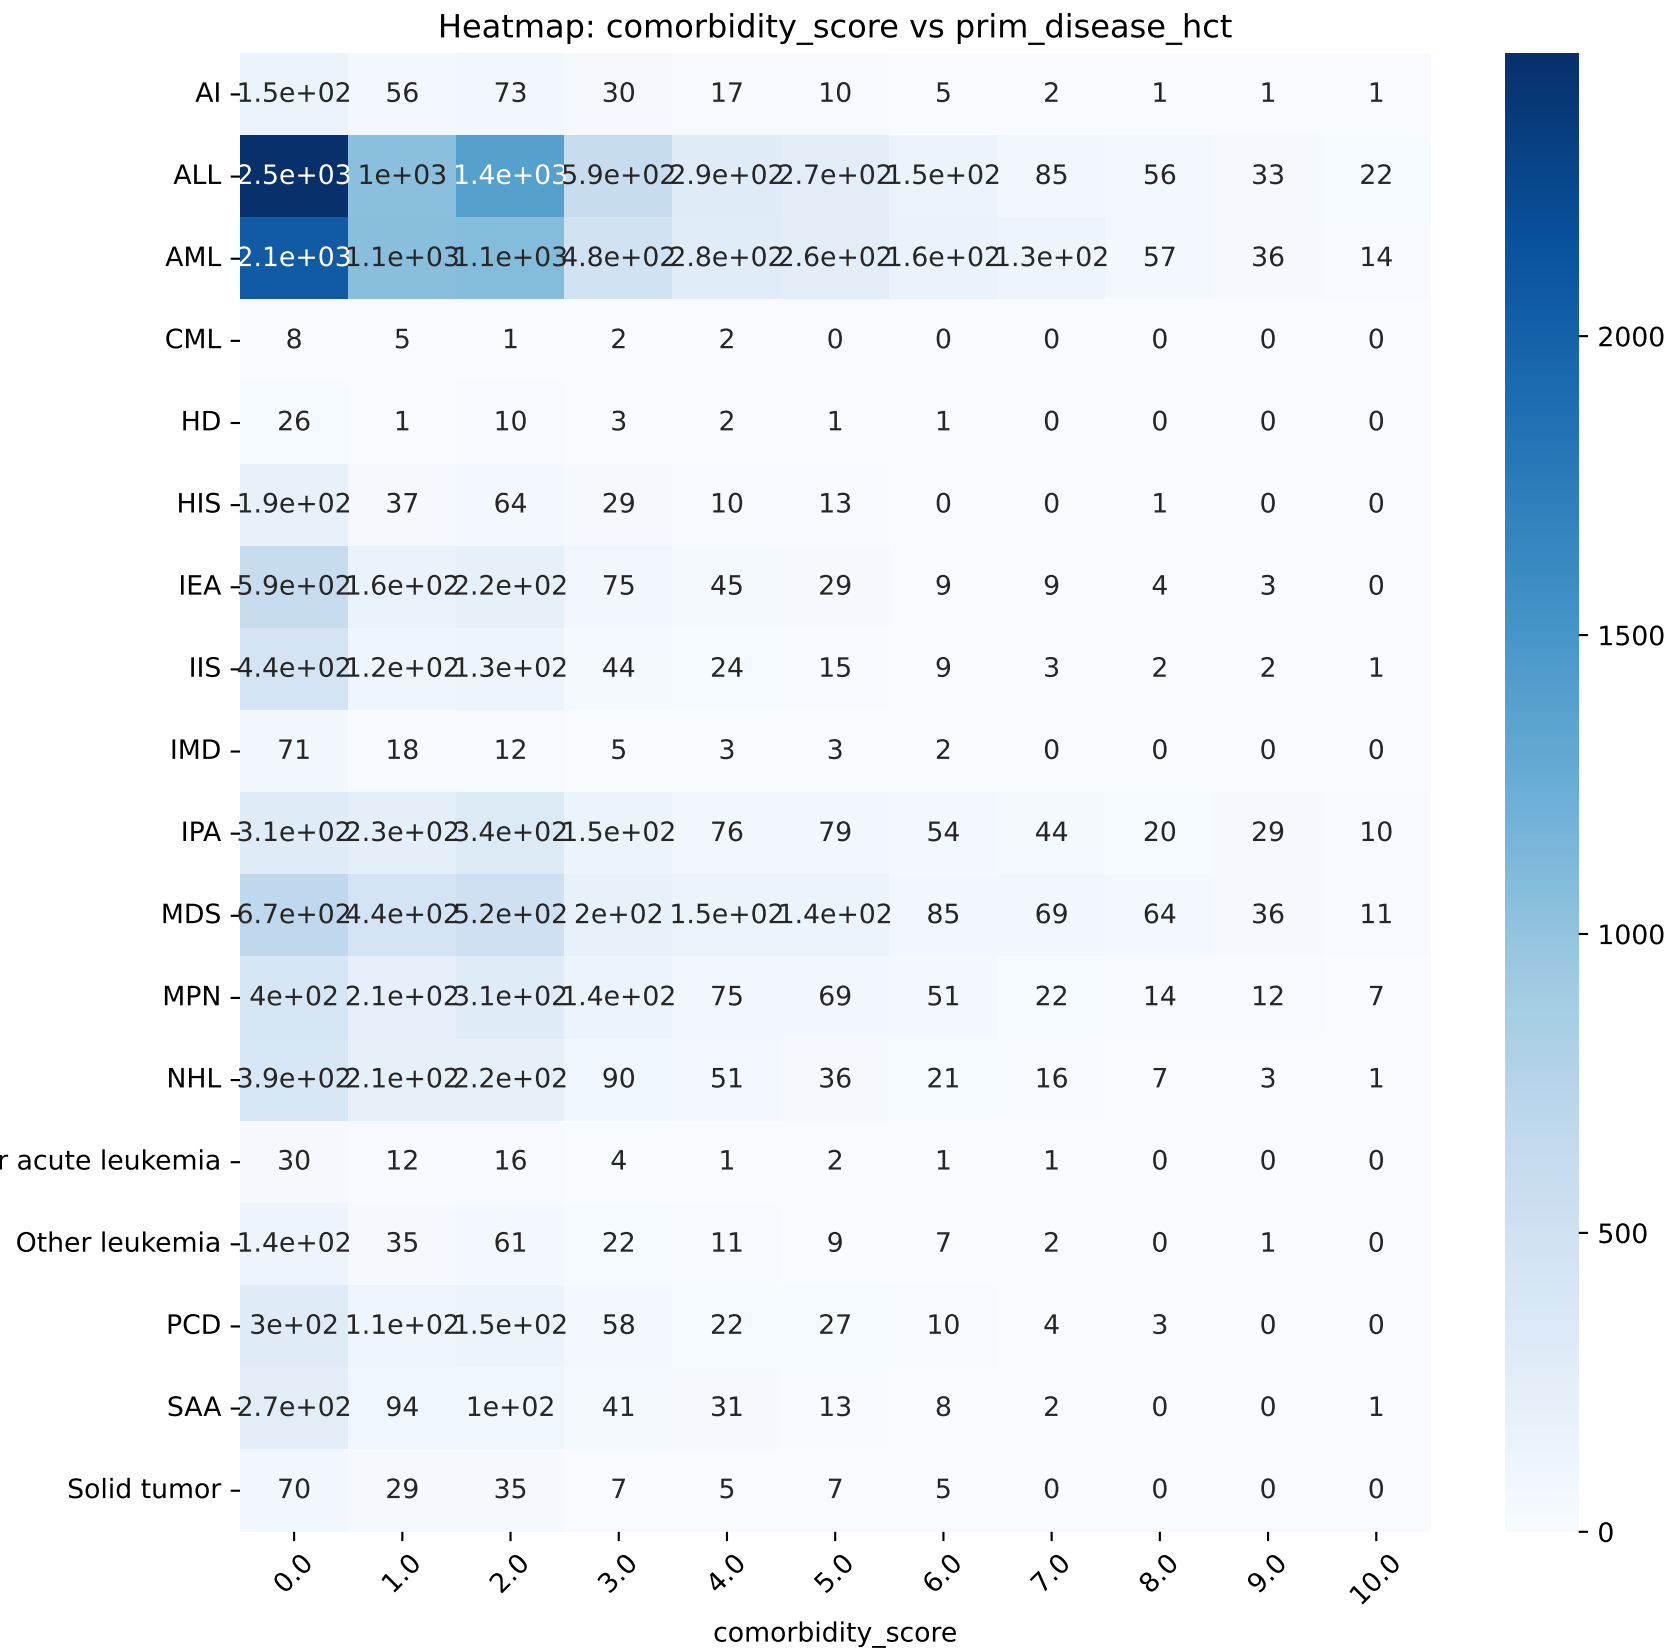 Heatmap: comorbidity_score vs prim_disease_hct
AI 1.5e+02 56 73 30 17 10 5 2 1 1 1
ALL 2.5e+03 1e+03 1.4e+03 5.9e+02 2.9e+02 2.7e+02 1.5e+02 85 56 33 22
AML 2.1e+03 1.1e+03 1.1e+03 4.8e+02 2.8e+02 2.6e+02 1.6e+02 1.3e+02 57 36 14
CML 8 5 1 2 2 0 0 0 0 0 0
HD 26 1 10 3 2 1 1 0 0 0 0
HIS 1.9e+02 37 64 29 10 13 0 0 1 0 0
IEA 5.9e+02 1.6e+02 2.2e+02 75 45 29 9 9 4 3 0
IIS 4.4e+02 1.2e+02 1.3e+02 44 24 15 9 3 2 2 1
IMD 71 18 12 5 3 3 2 0 0 0 0
IPA 3.1e+02 2.3e+02 3.4e+02 1.5e+02 76 79 54 44 20 29 10
MDS 6.7e+02 4.4e+02 5.2e+02 2e+02 1.5e+02 1.4e+02 85 69 64 36 11
MPN 4e+02 2.1e+02 3.1e+02 1.4e+02 75 69 51 22 14 12 7
NHL 3.9e+02 2.1e+02 2.2e+02 90 51 36 21 16 7 3 1
r acute leukemia 30 12 16 4 1 2 1 1 0 0 0
Other leukemia 1.4e+02 35 61 22 11 9 7 2 0 1 0
PCD 3e+02 1.1e+02 1.5e+02 58 22 27 10 4 3 0 0
SAA 2.7e+02 94 1e+02 41 31 13 8 2 0 0 1
Solid tumor 70 29 35 7 5 7 5 0 0 0 0
0.0 1.0 2.0 3.0 4.0 5.0 6.0 7.0 8.0 9.0 10.0
comorbidity_score
2000
1500
1000
500
0